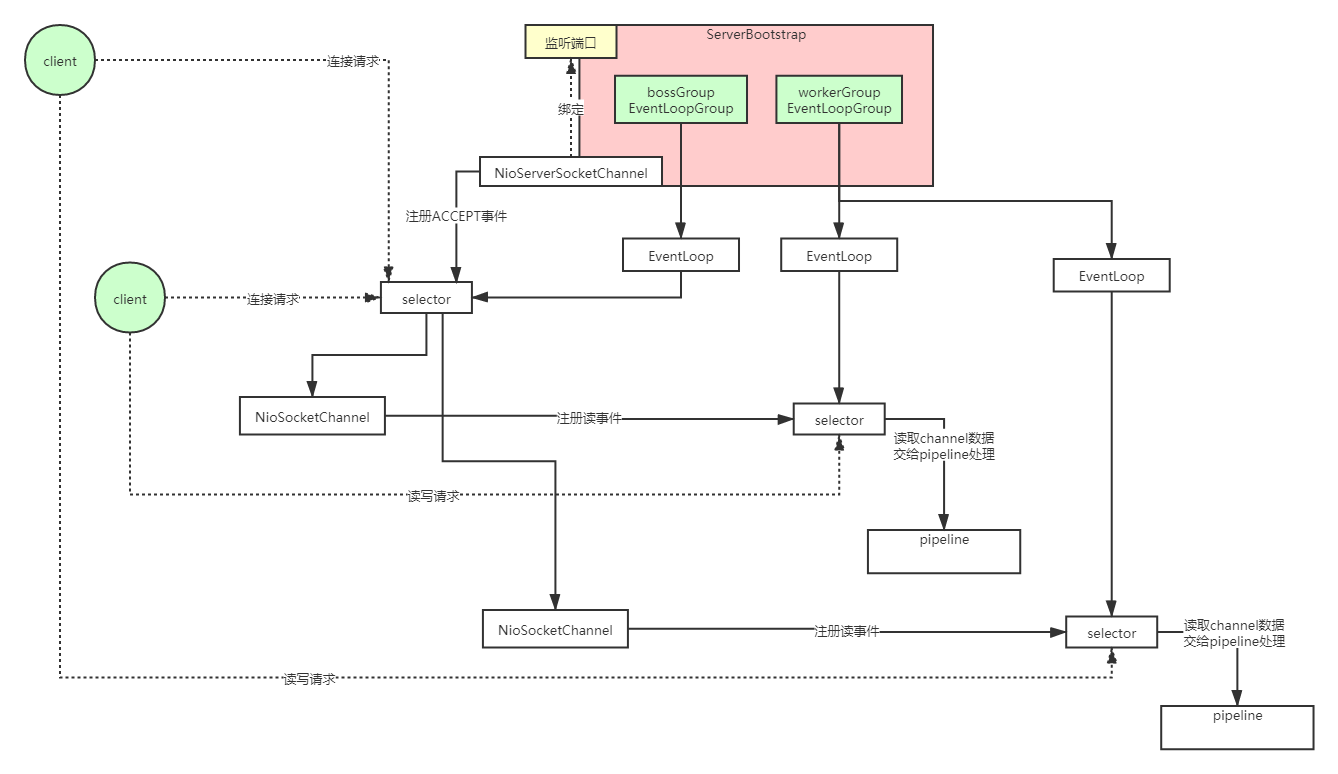 ServerBootstrap
监听端口
client
连接请求
bossGroup
EventLoopGroup
workerGroup
EventLoopGroup
绑定
NioServerSocketChannel
注册ACCEPT事件
EventLoop
EventLoop
EventLoop
client
连接请求
selector
NioSocketChannel
注册读事件
selector
读取channel数据
交给pipeline处理
读写请求
pipeline
NioSocketChannel
注册读事件
selector
读取channel数据
交给pipeline处理
读写请求
pipeline